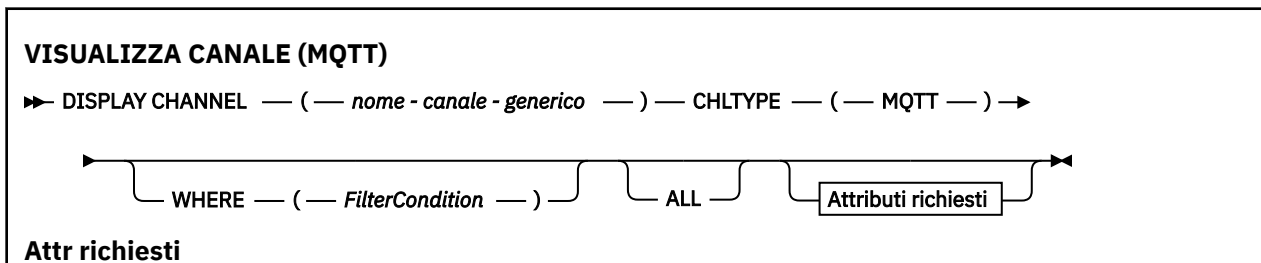 VISUALIZZA CANALE (MQTT)
DISPLAY CHANNEL — ( — nome - canale - generico — ) — CHLTYPE — ( — MQTT — )
WHERE — ( — FilterCondition — ) ALL Attributi richiesti
Attr richiesti